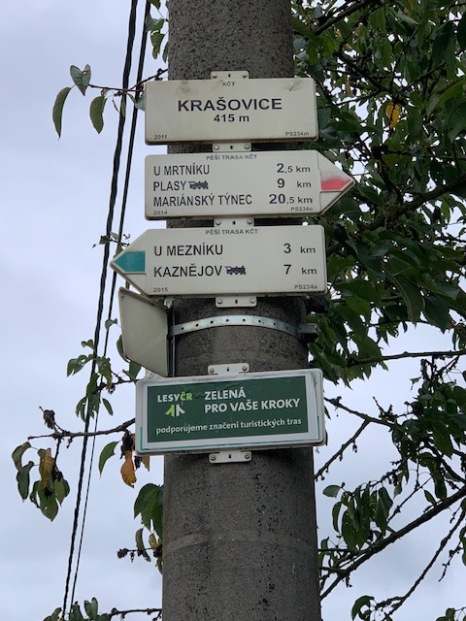 KČT
KRAŠOVICE
415 m
2011 PS234m
PĚŠÍ TRASA KČT
U MRTNÍKU 2,5 km
PLASY 9 km
MARIÁNSKÝ TÝNEC 20,5 km
2014 PS234c
PĚŠÍ TRASA KČT
U MEZNÍKU 3 km
KAZNĚJOV 7 km
2015 PS234e
LESYČR ZELENÁ
PRO VAŠE KROKY
podporujeme značení turistických tras